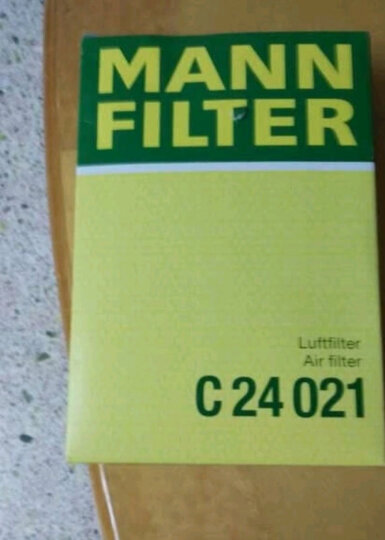 MANN
FILTER
Luftfilter
Air filter
C 24 021